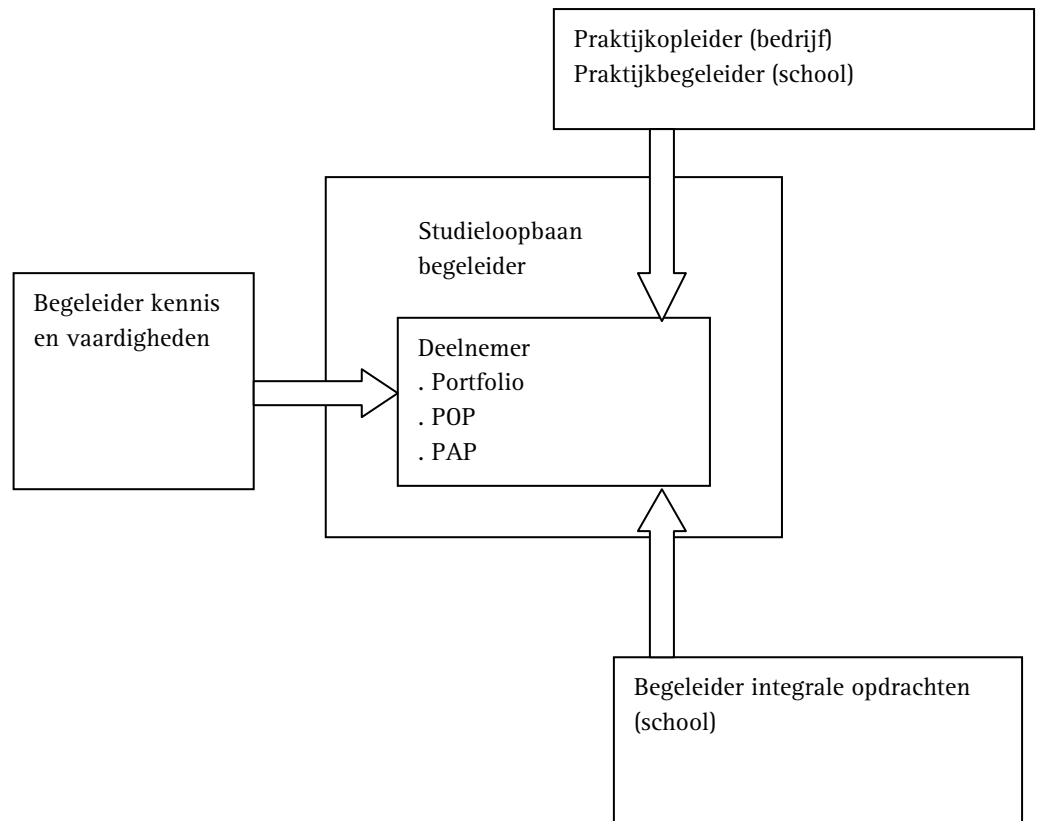 Praktijkopleider (bedrijf)
Praktijkbegeleider (school)
Studieloopbaan
begeleider
Begeleider kennis
en vaardigheden
Deelnemer
. Portfolio
. POP
. PAP
Begeleider integrale opdrachten
(school)